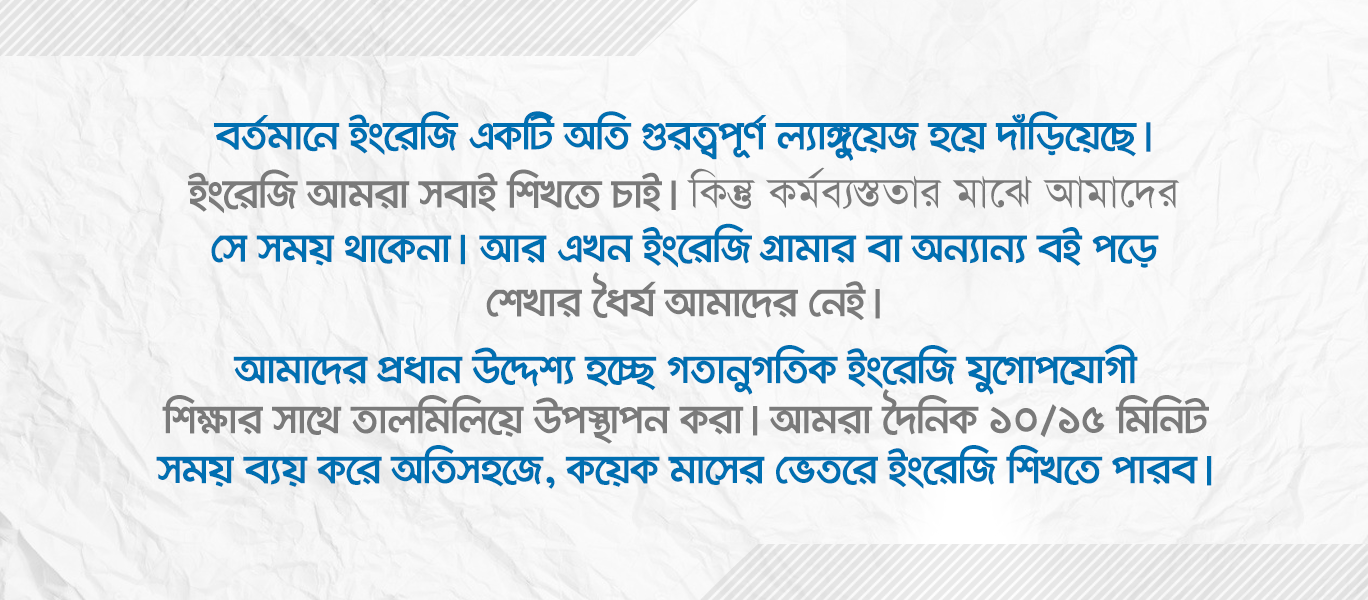 বর্তমানে ইংরেজি একটি অতি গুরত্বপূর্ণ ল্যাঙ্গুয়েজ হয়ে দাঁড়িয়েছে।
ইংরেজি আমরা সবাই শিখতে চাই। কিন্তু কর্মব্যস্ততার মাঝে আমাদের
সে সময় থাকেনা। আর এখন ইংরেজি গ্রামার বা অন্যান্য বই পড়ে
শেখার ধৈর্য আমাদের নেই।
আমাদের প্রধান উদ্দেশ্য হচ্ছে গতানুগতিক ইংরেজি যুগোপযোগী
শিক্ষার সাথে তালমিলিয়ে উপস্থাপন করা। আমরা দৈনিক ১০/১৫ মিনিট
সময় ব্যয় করে অতিসহজে, কয়েক মাসের ভেতরে ইংরেজি শিখতে পারব।